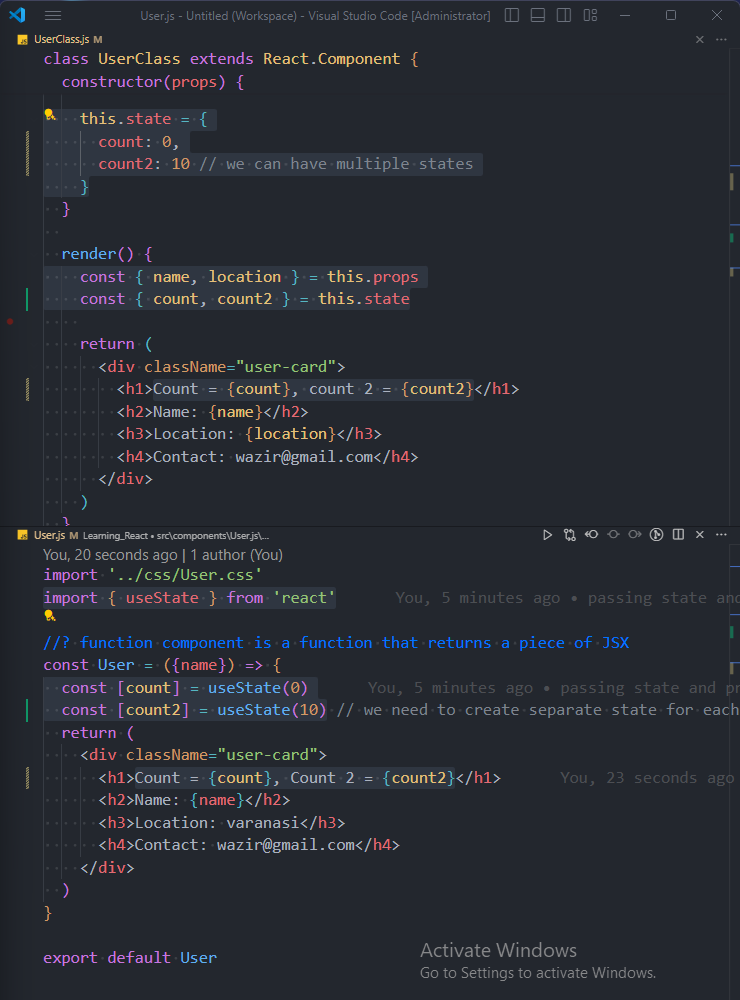 User.js - Untitled (Workspace) - Visual Studio Code [Administrator]
UserClass.js M
class UserClass extends React.Component {
constructor(props) {
this.state = {
count: 0,
count2: 10 // we can have multiple states
}
}
render() {
const { name, location } = this.props
const { count, count2 } = this.state
return (
<div className="user-card">
<h1>Count = {count}, count 2 = {count2}</h1>
<h2>Name: {name}</h2>
<h3>Location: {location}</h3>
<h4>Contact: wazir@gmail.com</h4>
</div>
)
}
User.js M Learning_React • src\components\User.js\...
You, 20 seconds ago | 1 author (You)
import '../css/User.css'
import { useState } from 'react' You, 5 minutes ago • passing state and
//? function component is a function that returns a piece of JSX
const User = ({name}) => {
const [count] = useState(0) You, 5 minutes ago • passing state and pr
const [count2] = useState(10) // we need to create separate state for each
return (
<div className="user-card">
<h1>Count = {count}, Count 2 = {count2}</h1> You, 23 seconds ago
<h2>Name: {name}</h2>
<h3>Location: varanasi</h3>
<h4>Contact: wazir@gmail.com</h4>
</div>
)
}
export default User
Activate Windows
Go to Settings to activate Windows.